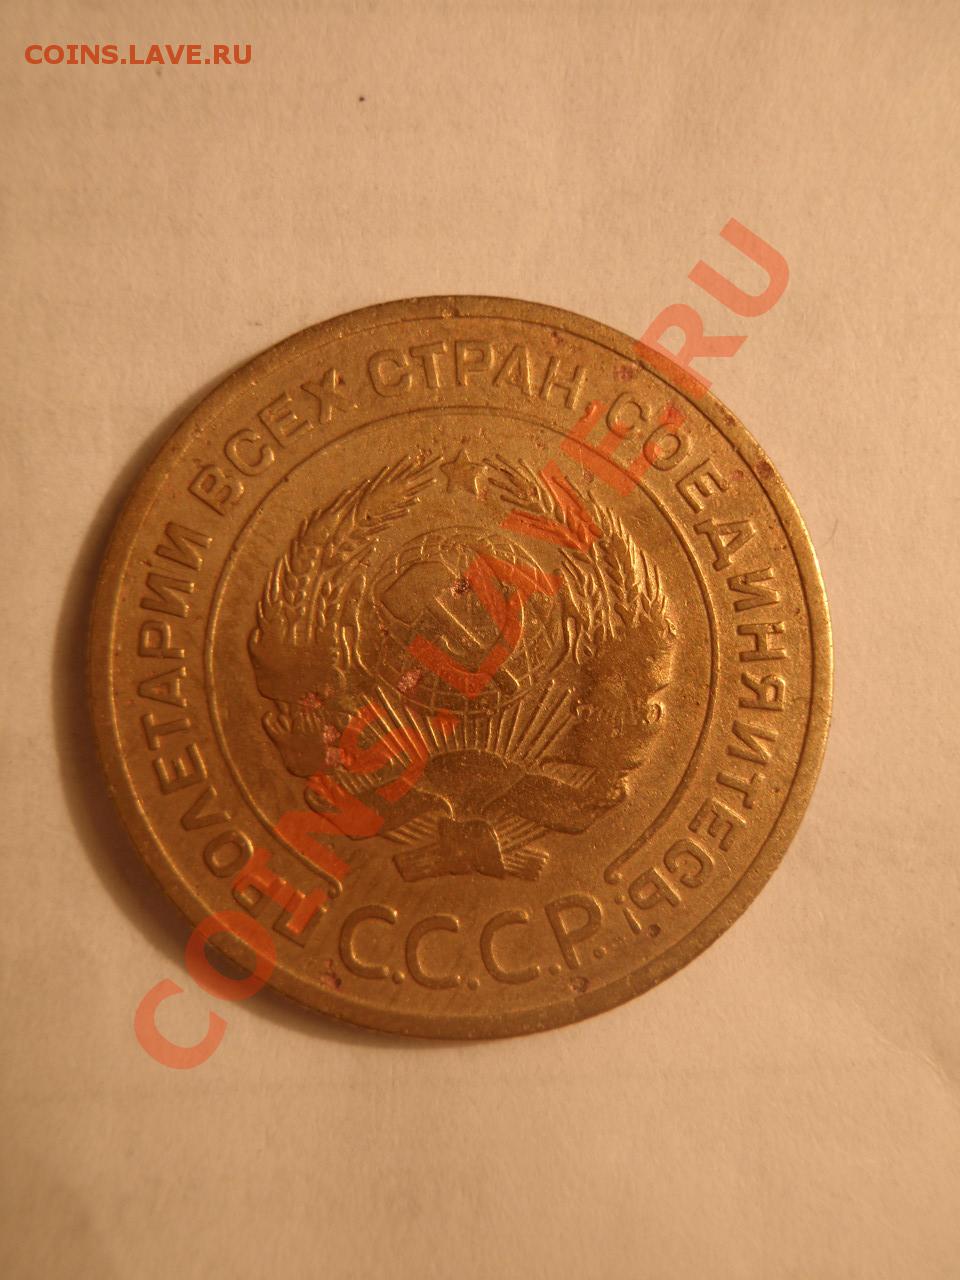 COINS.LAVE.RU
ПРОЛЕТАРИИ ВСЕХ СТРАН, СОЕДИНЯЙТЕСЬ!
С.С.С.Р.
COINS.LAVE.RU